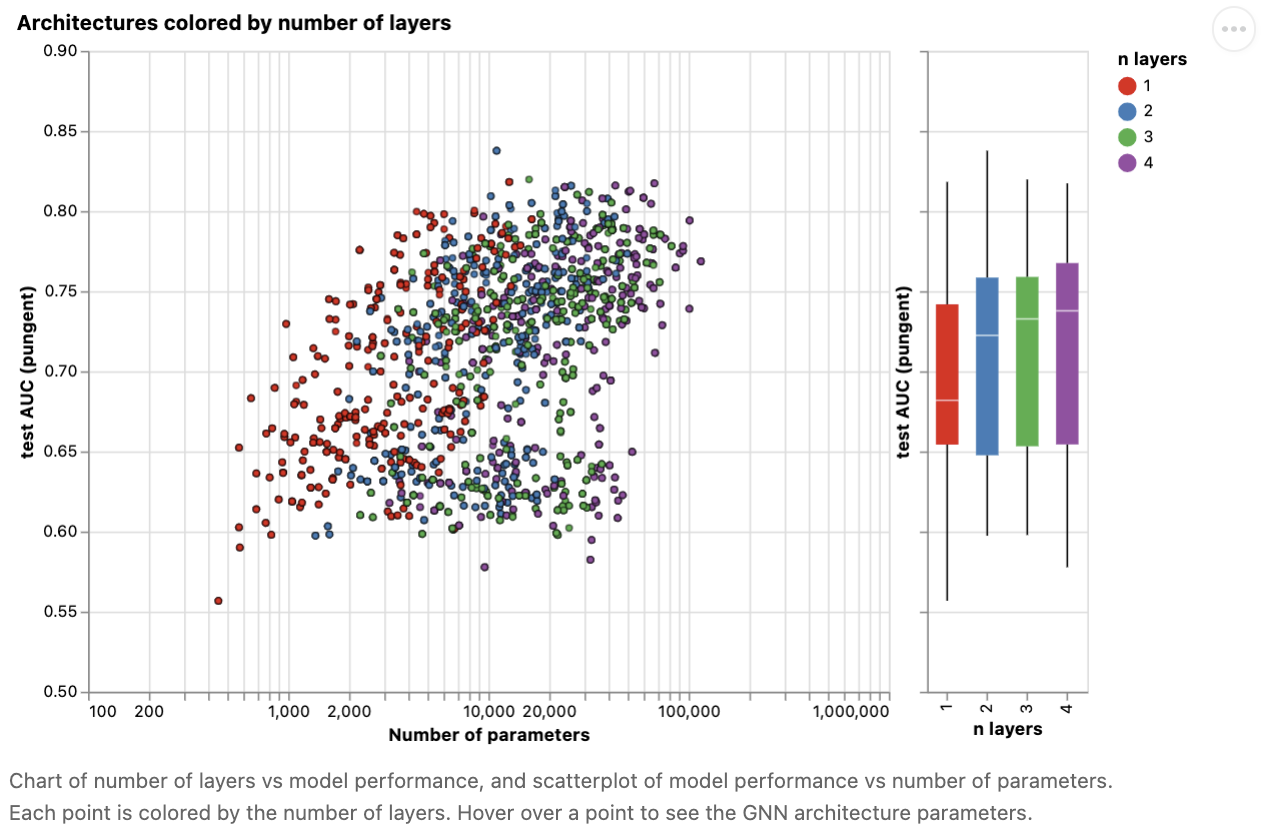 Architectures colored by number of layers
0.90
0.85
0.80
0.75
0.70
0.65
0.60
0.55
0.50
test AUC (pungent)
100 200 1,000 2,000 10,000 20,000 100,000 1,000,000
Number of parameters
test AUC (pungent)
1 2 3 4
n layers
n layers
1
2
3
4
Chart of number of layers vs model performance, and scatterplot of model performance vs number of parameters.
Each point is colored by the number of layers. Hover over a point to see the GNN architecture parameters.